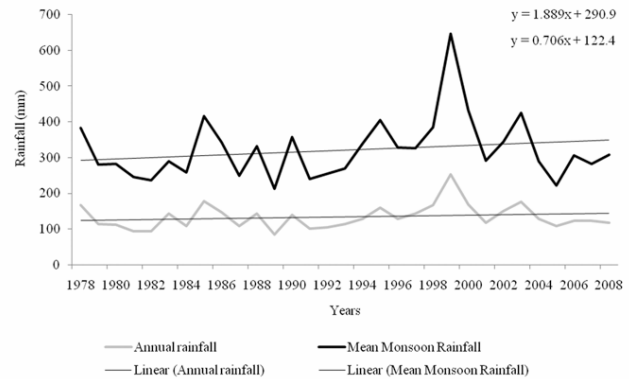 700
y = 1.889x + 290.9
600
y = 0.706x + 122.4
500
400
300
200
100
0
Rainfall (mm)
1978 1980 1982 1984 1986 1988 1990 1992 1994 1996 1998 2000 2002 2004 2006 2008
Years
Annual rainfall Mean Monsoon Rainfall
Linear (Annual rainfall) Linear (Mean Monsoon Rainfall)